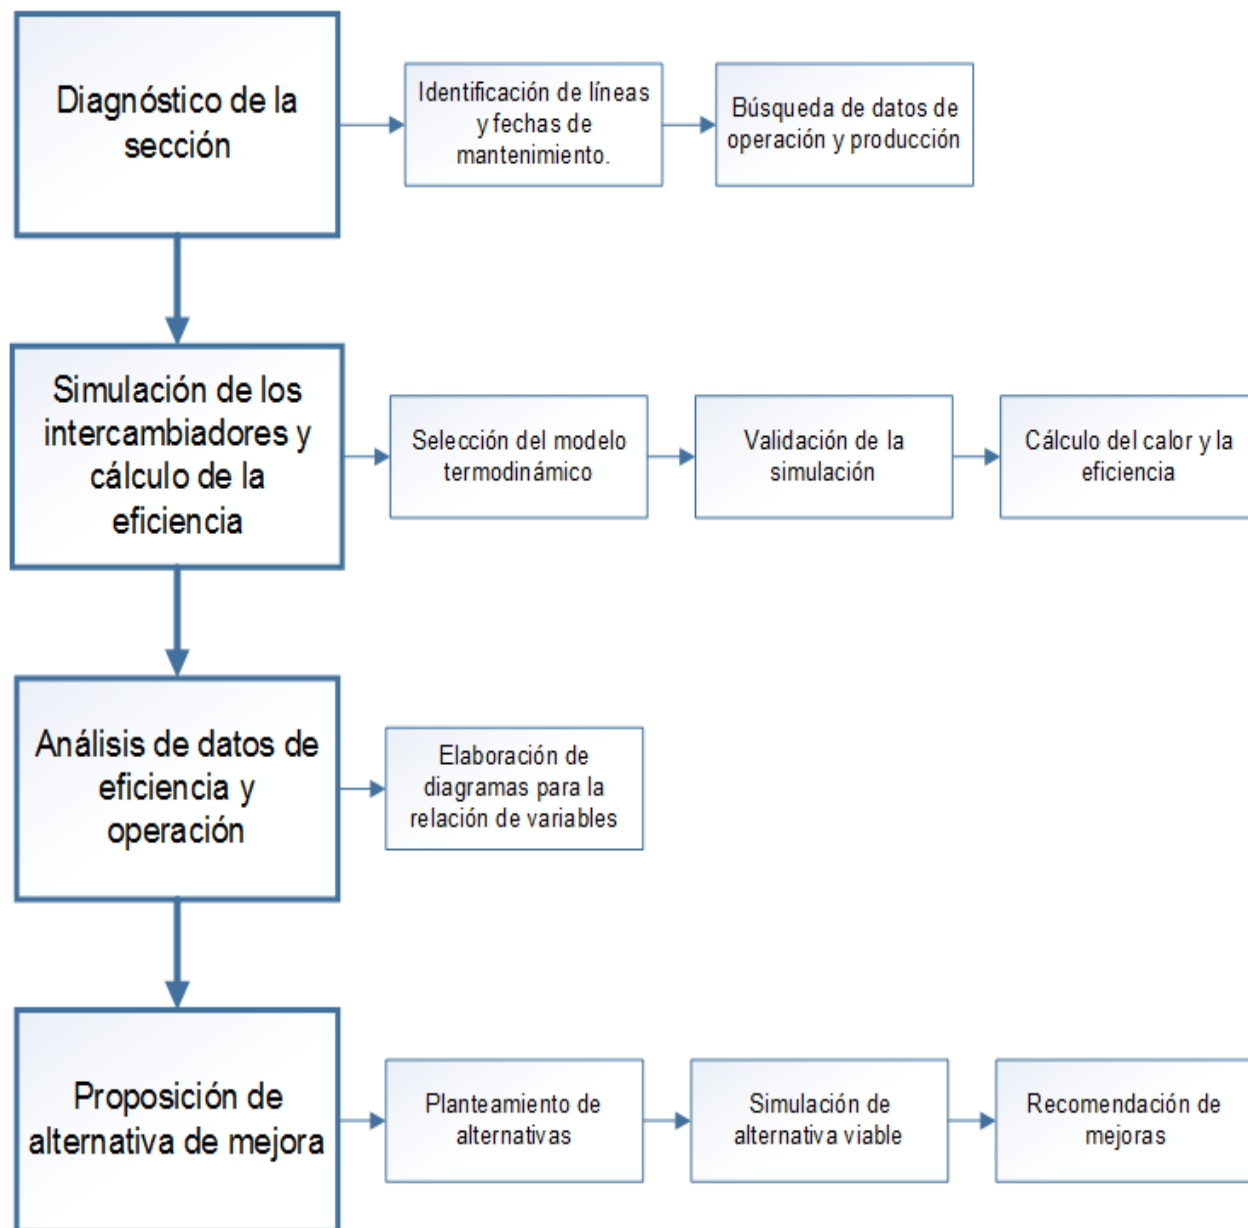 Diagnóstico de la
sección
Identificación de líneas
y fechas de
mantenimiento.
Búsqueda de datos de
operación y producción
Simulación de los
intercambiadores y
cálculo de la
eficiencia
Selección del modelo
termodinámico
Validación de la
simulación
Cálculo del calor y la
eficiencia
Análisis de datos de
eficiencia y
operación
Elaboración de
diagramas para la
relación de variables
Proposición de
alternativa de mejora
Planteamiento de
alternativas
Simulación de
alternativa viable
Recomendación de
mejoras